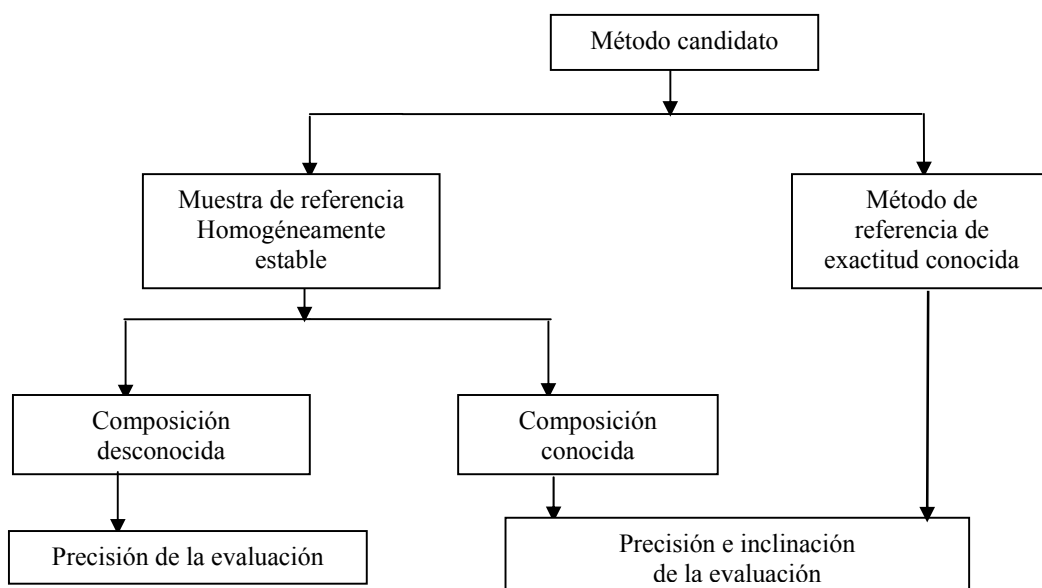 Método candidato
Muestra de referencia
Homogéneamente
estable
Método de
referencia de
exactitud conocida
Composición
desconocida
Composición
conocida
Precisión de la evaluación
Precisión e inclinación
de la evaluación